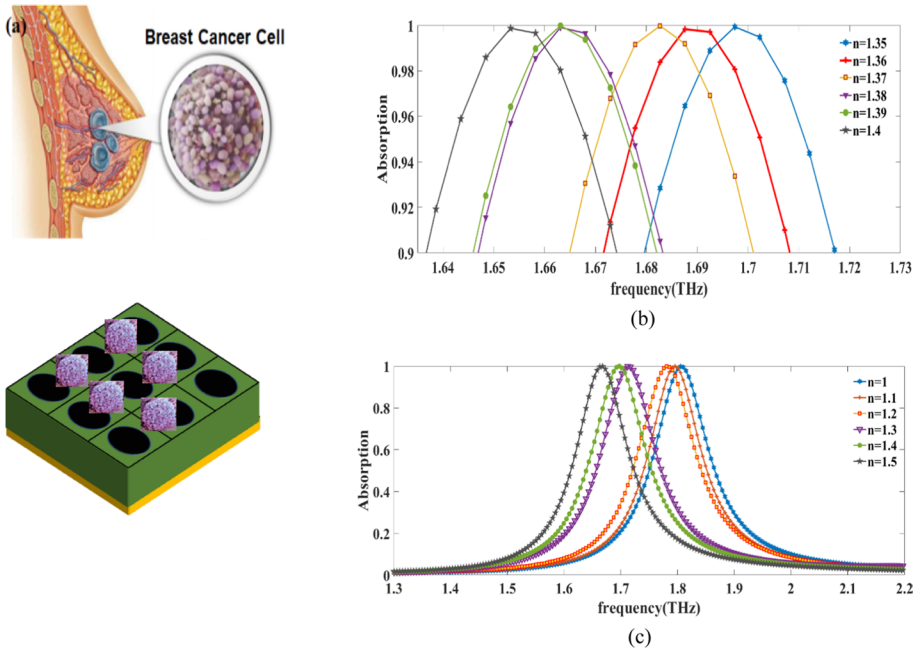 (a)
Breast Cancer Cell
1
0.98
0.96
0.94
0.92
0.9
Absorption
n=1.35
n=1.36
n=1.37
n=1.38
n=1.39
n=1.4
1.64 1.65 1.66 1.67 1.68 1.69 1.7 1.71 1.72 1.73
frequency(THz)
(b)
1
0.8
0.6
0.4
0.2
0
Absorption
n=1
n=1.1
n=1.2
n=1.3
n=1.4
n=1.5
1.3 1.4 1.5 1.6 1.7 1.8 1.9 2 2.1 2.2
frequency(THz)
(c)